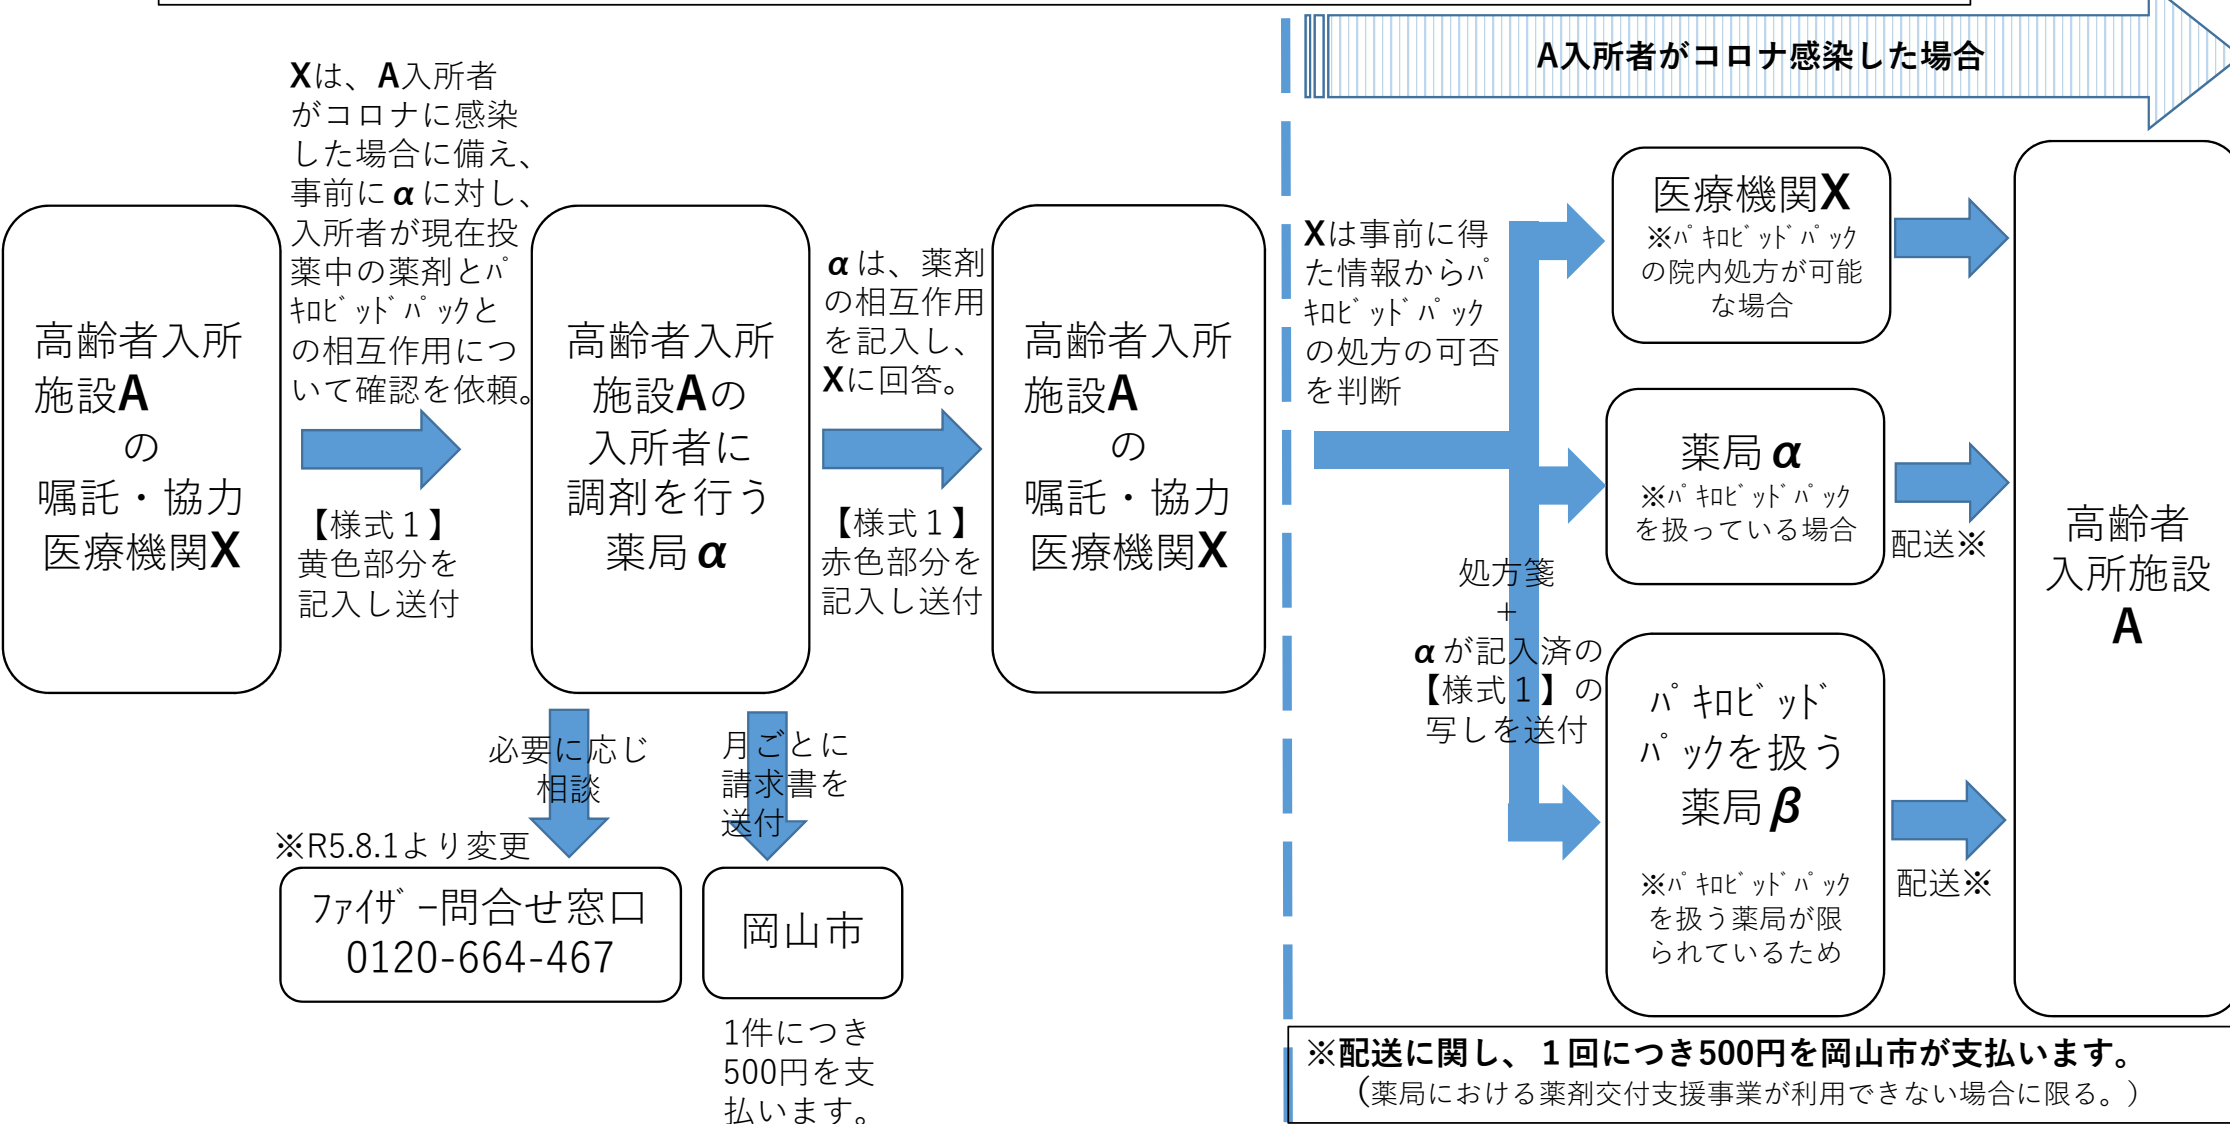 A入所者がコロナ感染した場合
Xは、A入所者
がコロナに感染
した場合に備え、
事前にαに対し、
入所者が現在投
薬中の薬剤とﾊﾟ
ｷﾛﾋﾞｯﾄﾞﾊﾟｯｸと
の相互作用につ
いて確認を依頼。
高齢者入所
施設A
の
嘱託・協力
医療機関X
【様式１】
黄色部分を
記入し送付
高齢者入所
施設Aの
入所者に
調剤を行う
薬局α
αは、薬剤
の相互作用
を記入し、
Xに回答。
【様式１】
赤色部分を
記入し送付
高齢者入所
施設A
の
嘱託・協力
医療機関X
必要に応じ
相談
月ごとに
請求書を
送付
※R5.8.1より変更
ﾌｧｲｻﾞｰ問合せ窓口
0120-664-467
岡山市
1件につき
500円を支
払います。
Xは事前に得
た情報からﾊﾟ
ｷﾛﾋﾞｯﾄﾞﾊﾟｯｸ
の処方の可否
を判断
処方箋
+
αが記入済の
【様式１】の
写しを送付
医療機関X
※ﾊﾟｷﾛﾋﾞｯﾄﾞﾊﾟｯｸ
の院内処方が可能
な場合
薬局α
※ﾊﾟｷﾛﾋﾞｯﾄﾞﾊﾟｯｸ
を扱っている場合
配送※
ﾊﾟｷﾛﾋﾞｯﾄﾞ
ﾊﾟｯｸを扱う
薬局β
※ﾊﾟｷﾛﾋﾞｯﾄﾞﾊﾟｯｸ
を扱う薬局が限
られているため
配送※
高齢者
入所施設
A
※配送に関し、１回につき500円を岡山市が支払います。
（薬局における薬剤交付支援事業が利用できない場合に限る。）